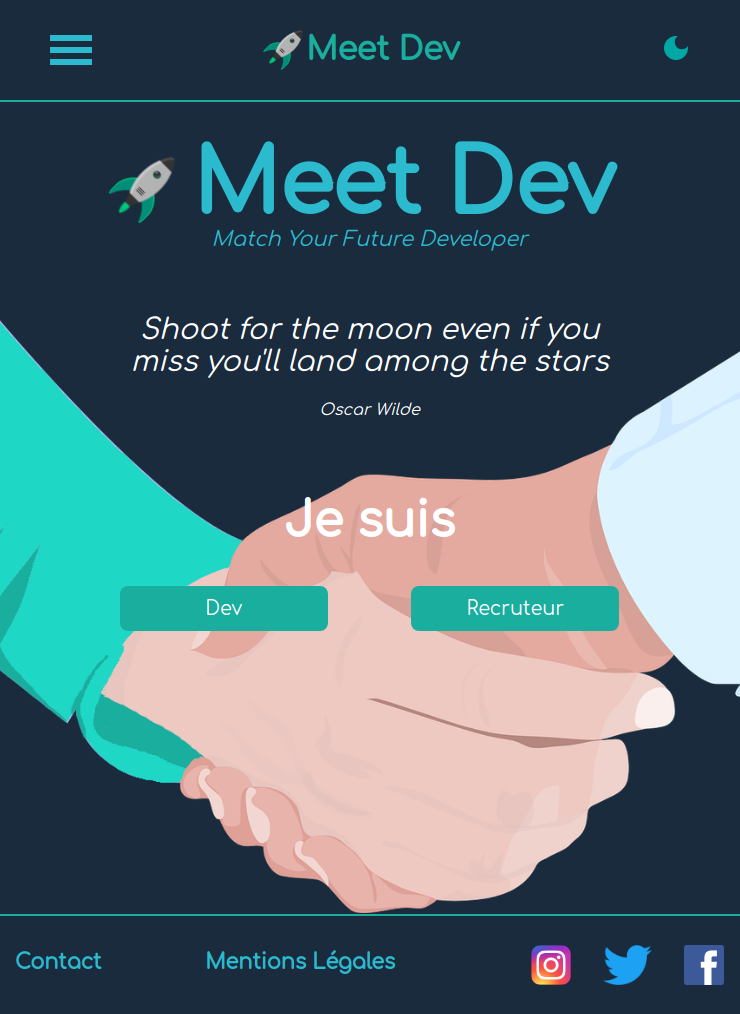 Meet Dev
Meet Dev
Match Your Future Developer
Shoot for the moon even if you
miss you'll land among the stars
Oscar Wilde
Je suis
Dev
Recruteur
Contact
Mentions Légales